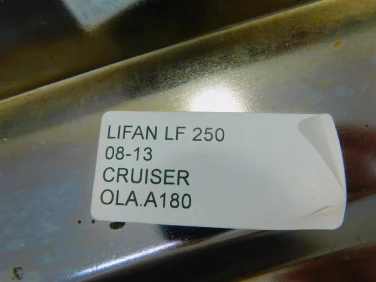 LIFAN LF 250
08-13
CRUISER
OLA.A180